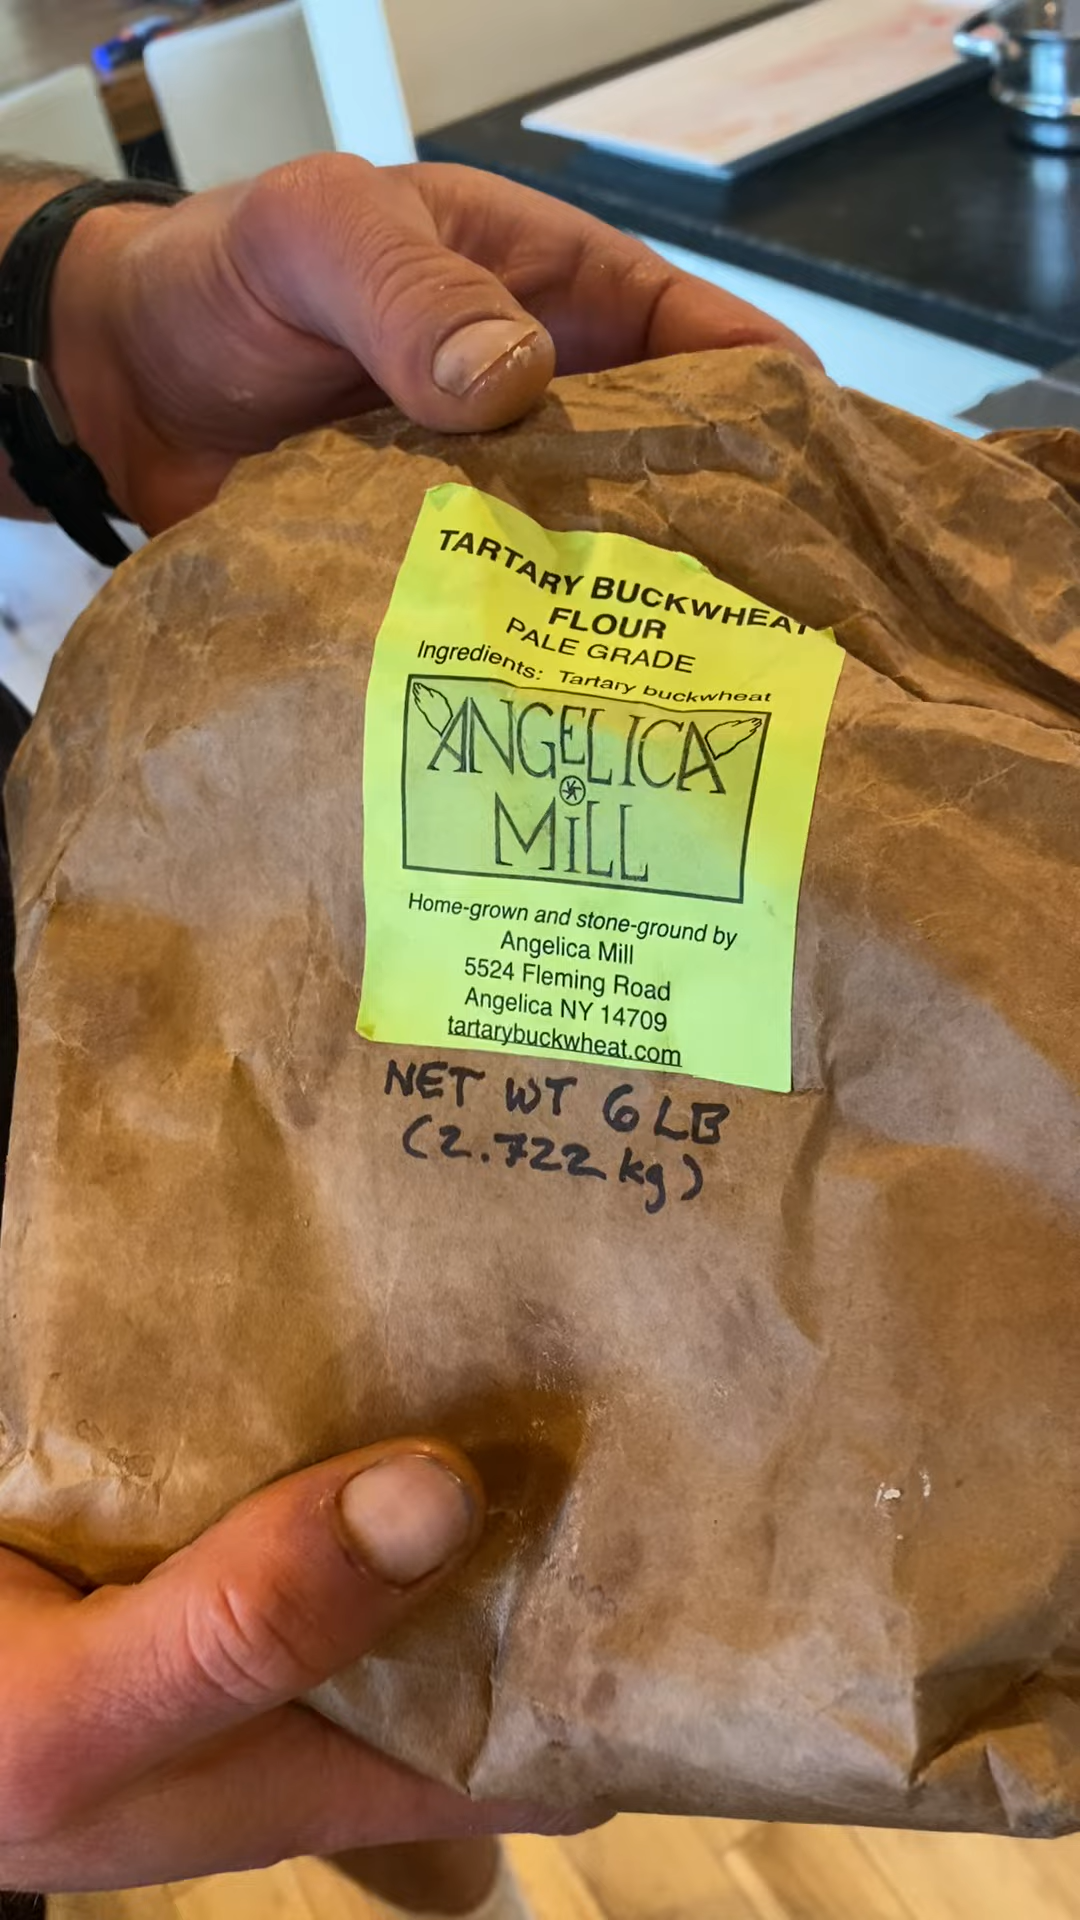 TARTARY BUCKWHEAT
FLOUR
PALE GRADE
Ingredients: Tartary buckwheat
ANGELICA
MiLL
Home-grown and stone-ground by
Angelica Mill
5524 Fleming Road
Angelica NY 14709
tartarybuckwheat.com
NET WT 6 LB
(2.722 kg)